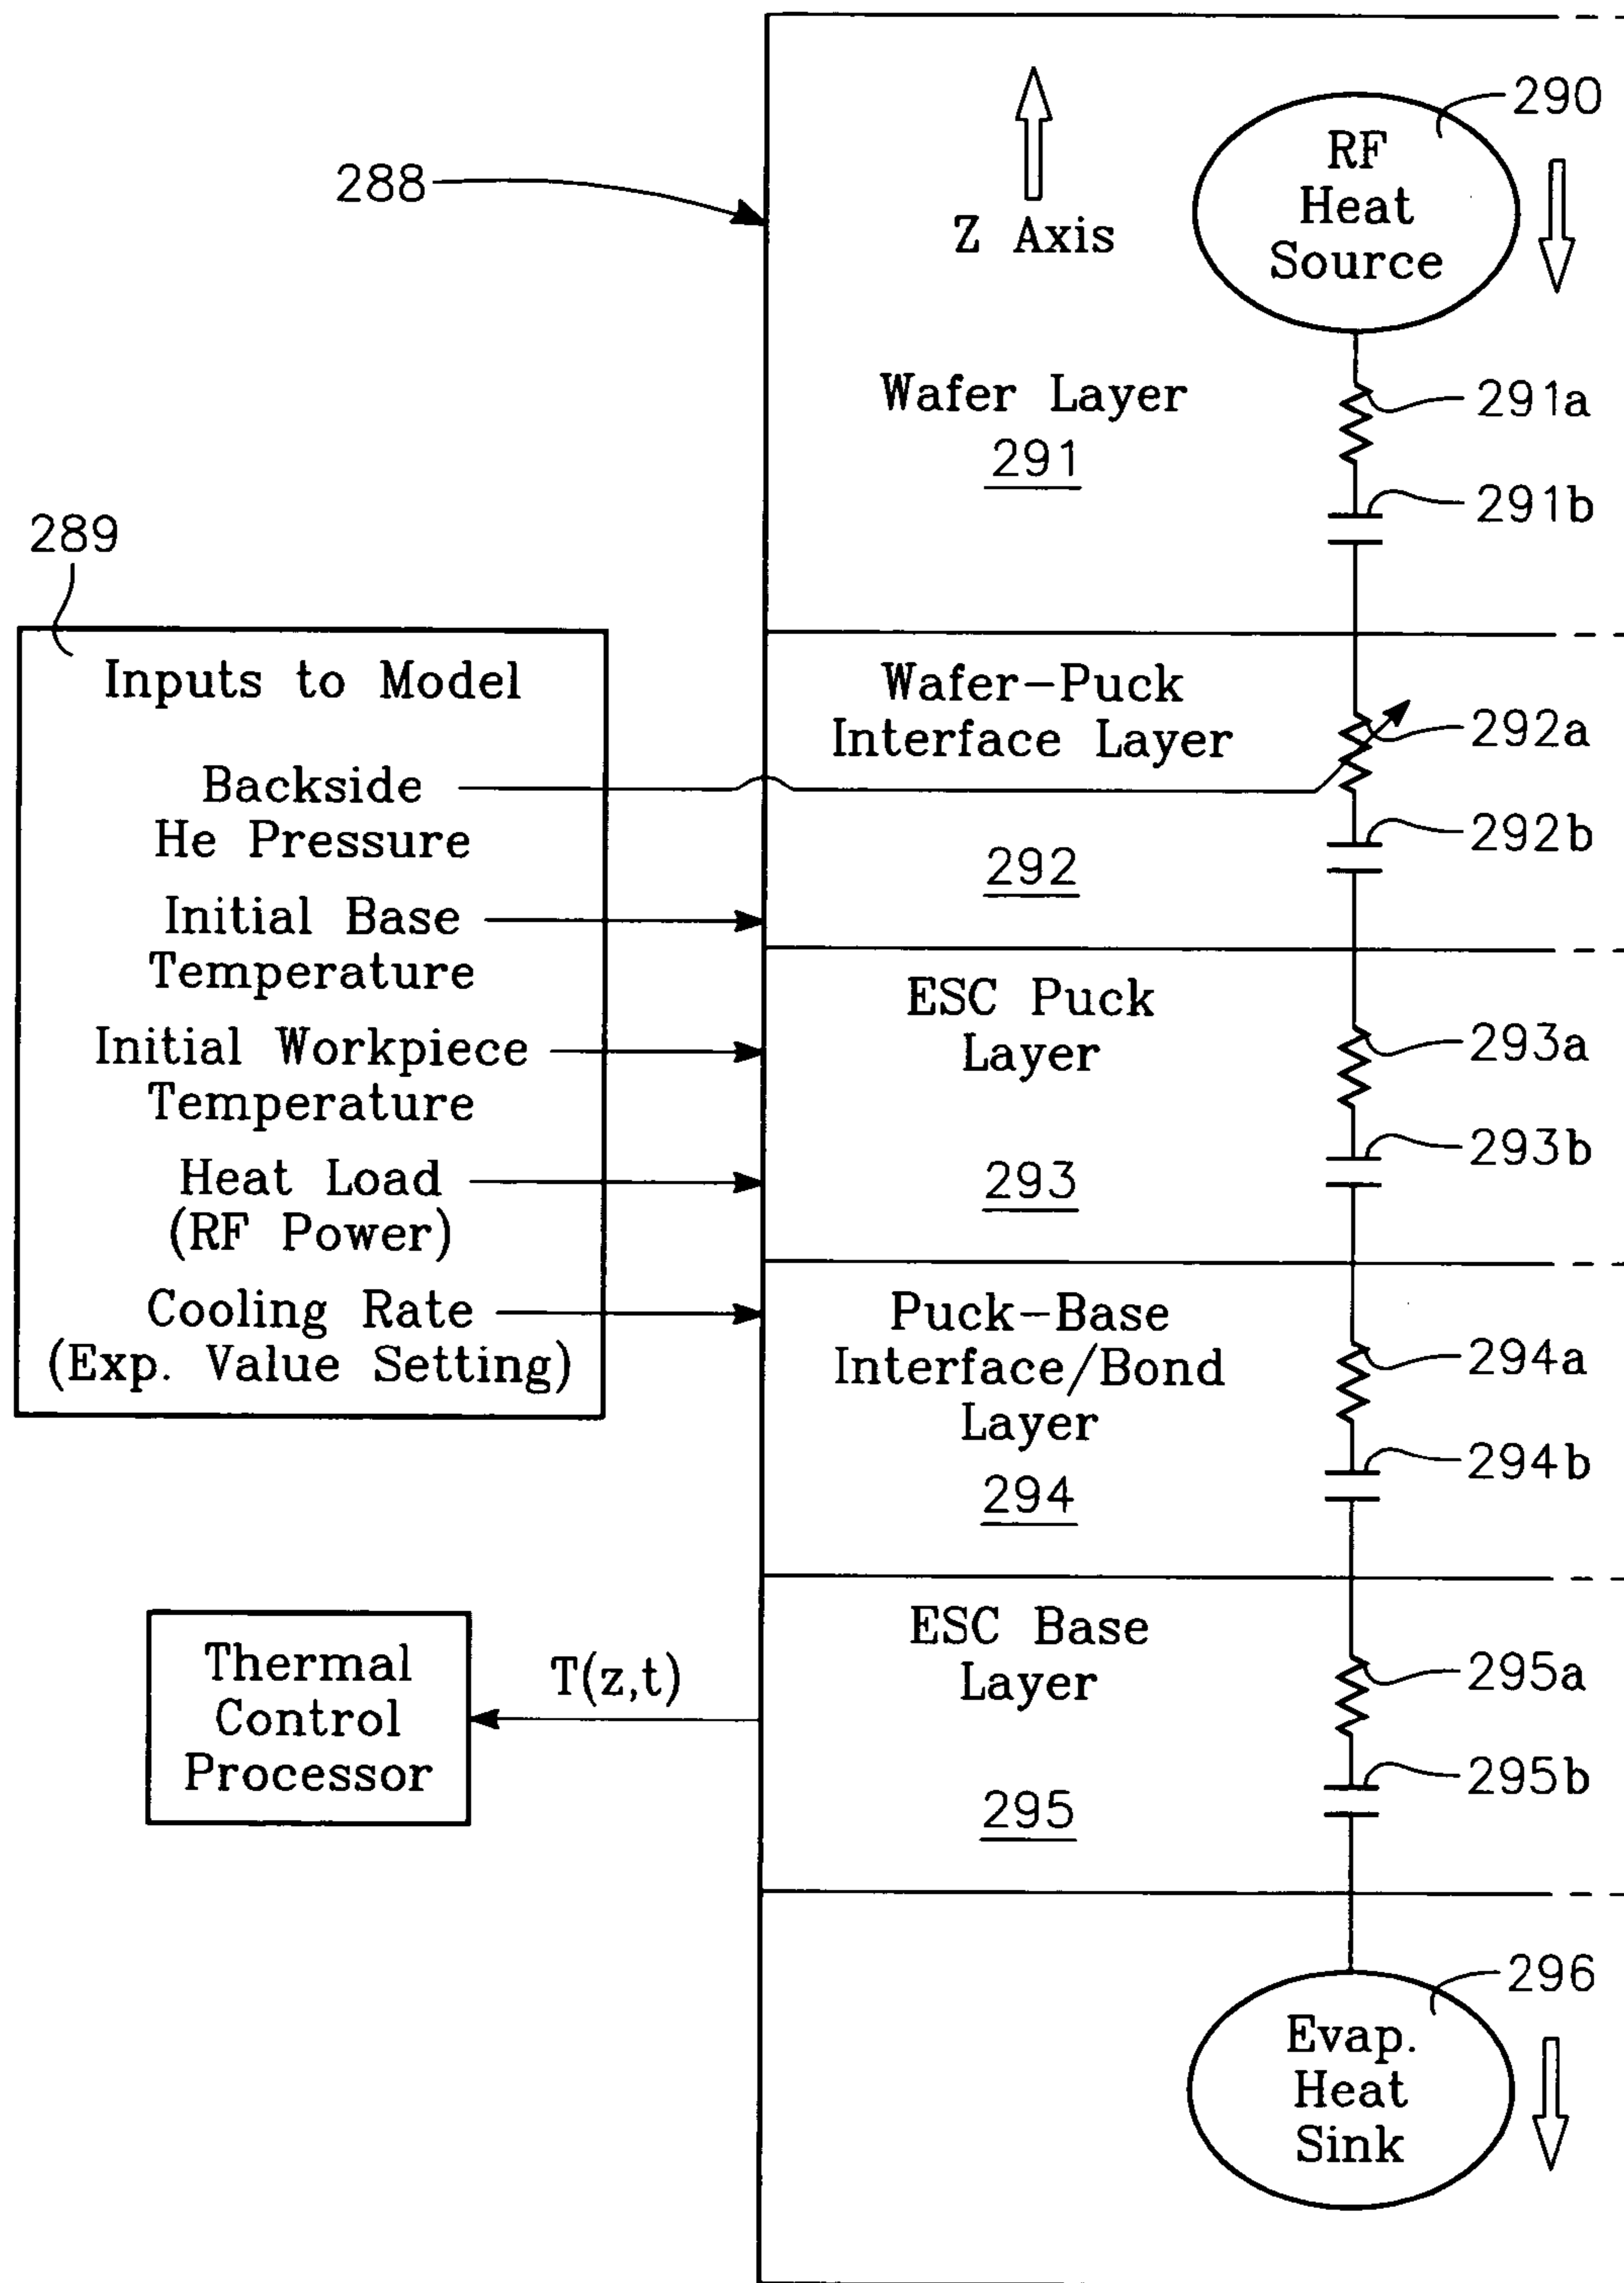 290
RF
Heat
Source
288
Z Axis
Wafer Layer
291
291a
291b
289
Inputs to Model
Backside
He Pressure
Initial Base
Temperature
Initial Workpiece
Temperature
Heat Load
(RF Power)
Cooling Rate
(Exp. Value Setting)
Wafer-Puck
Interface Layer
292
292a
292b
ESC Puck
Layer
293
293a
293b
Puck-Base
Interface/Bond
Layer
294
294a
294b
ESC Base
Layer
295
295a
295b
Thermal
Control
Processor
T(z,t)
296
Evap.
Heat
Sink